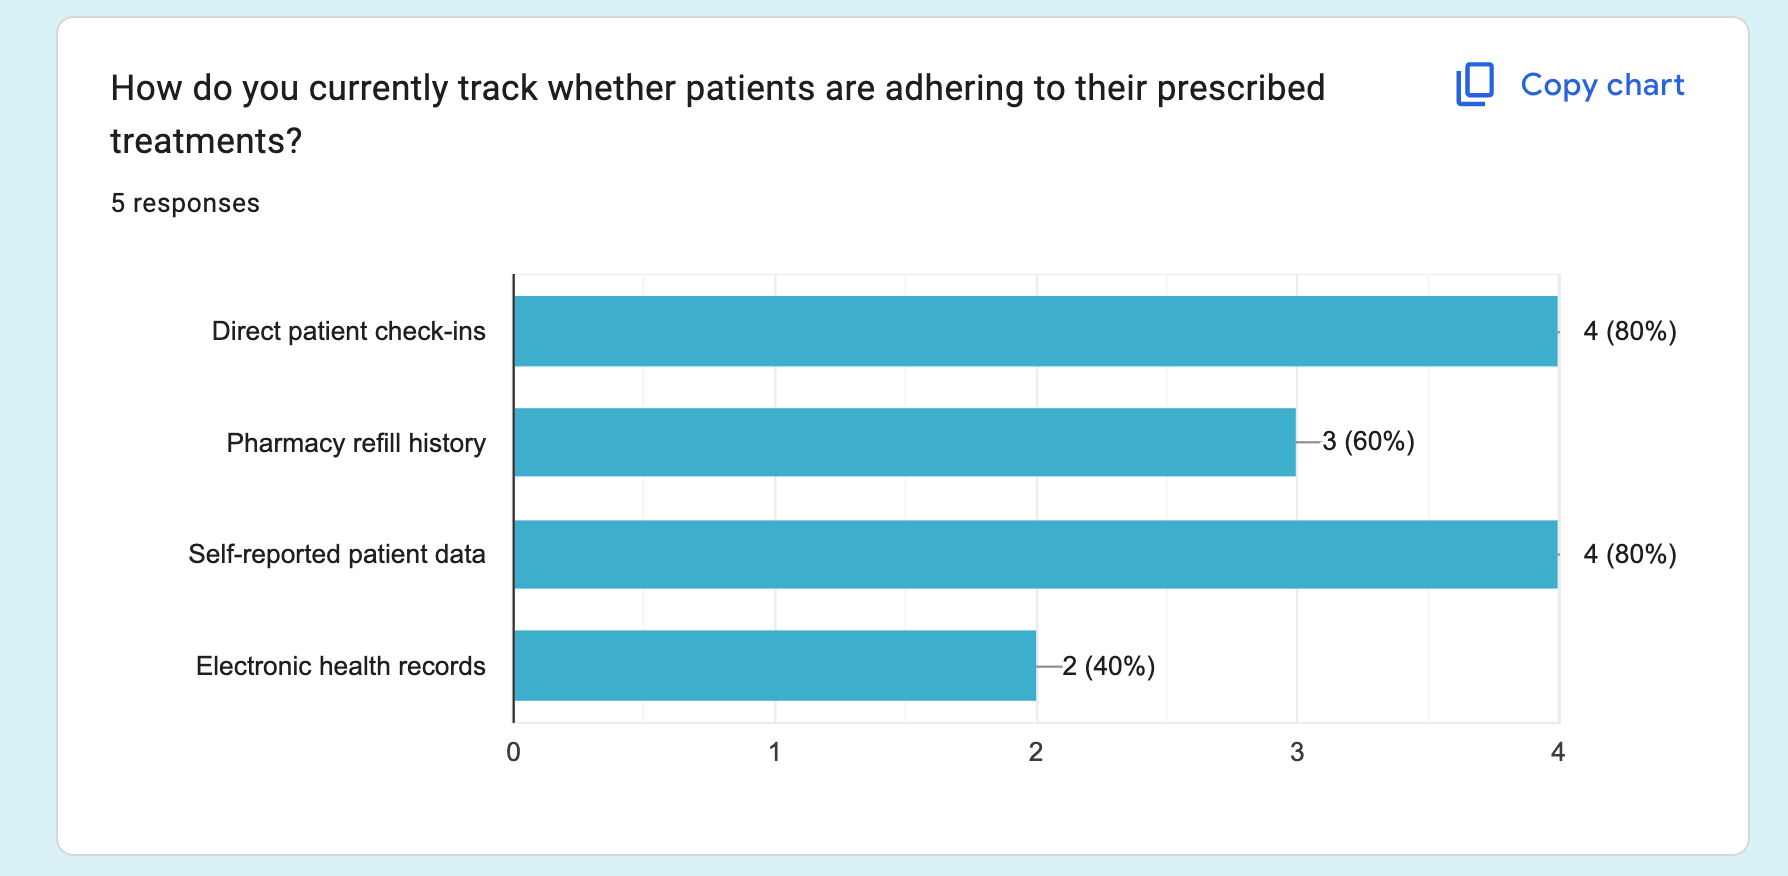 How do you currently track whether patients are adhering to their prescribed
treatments?
Copy chart
5 responses
Direct patient check-ins
4 (80%)
Pharmacy refill history
3 (60%)
Self-reported patient data
4 (80%)
Electronic health records
2 (40%)
0 1 2 3 4